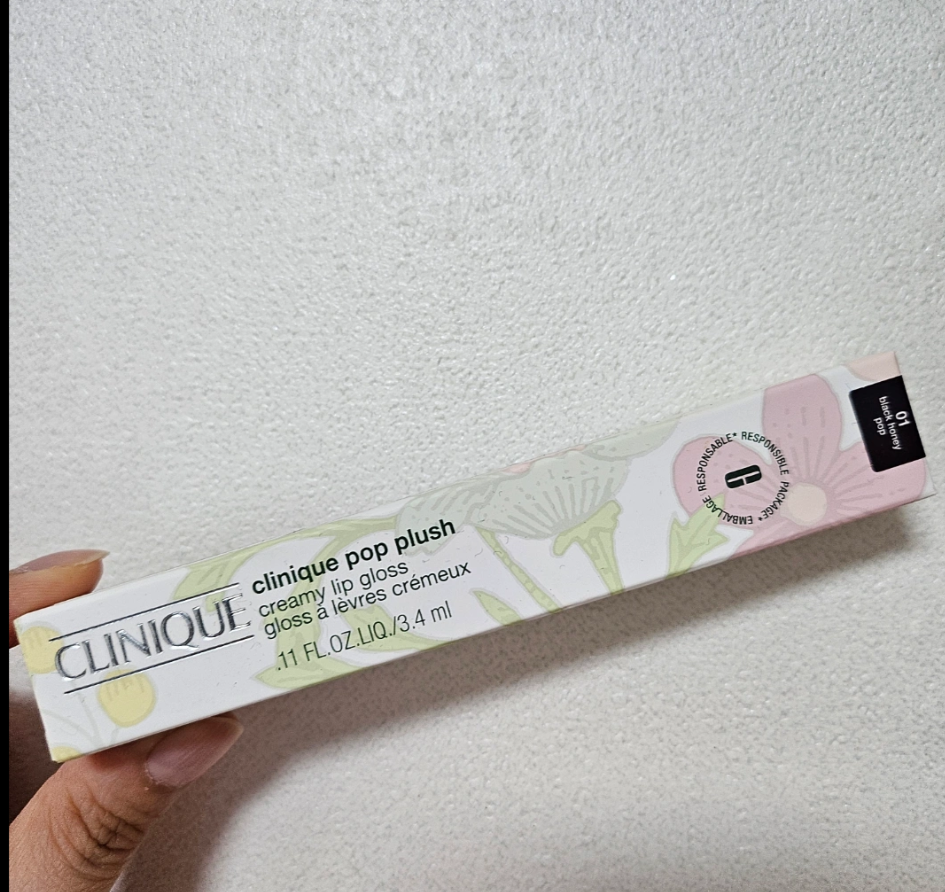 CLINIQUE
clinique pop plush
creamy lip gloss
gloss à lèvres crémeux
.11 FL.OZ.LIQ./3.4 ml
RESPONSIBLE PACKAGE* EMBALLAGE RESPONSABLE*
01
black honey
pop